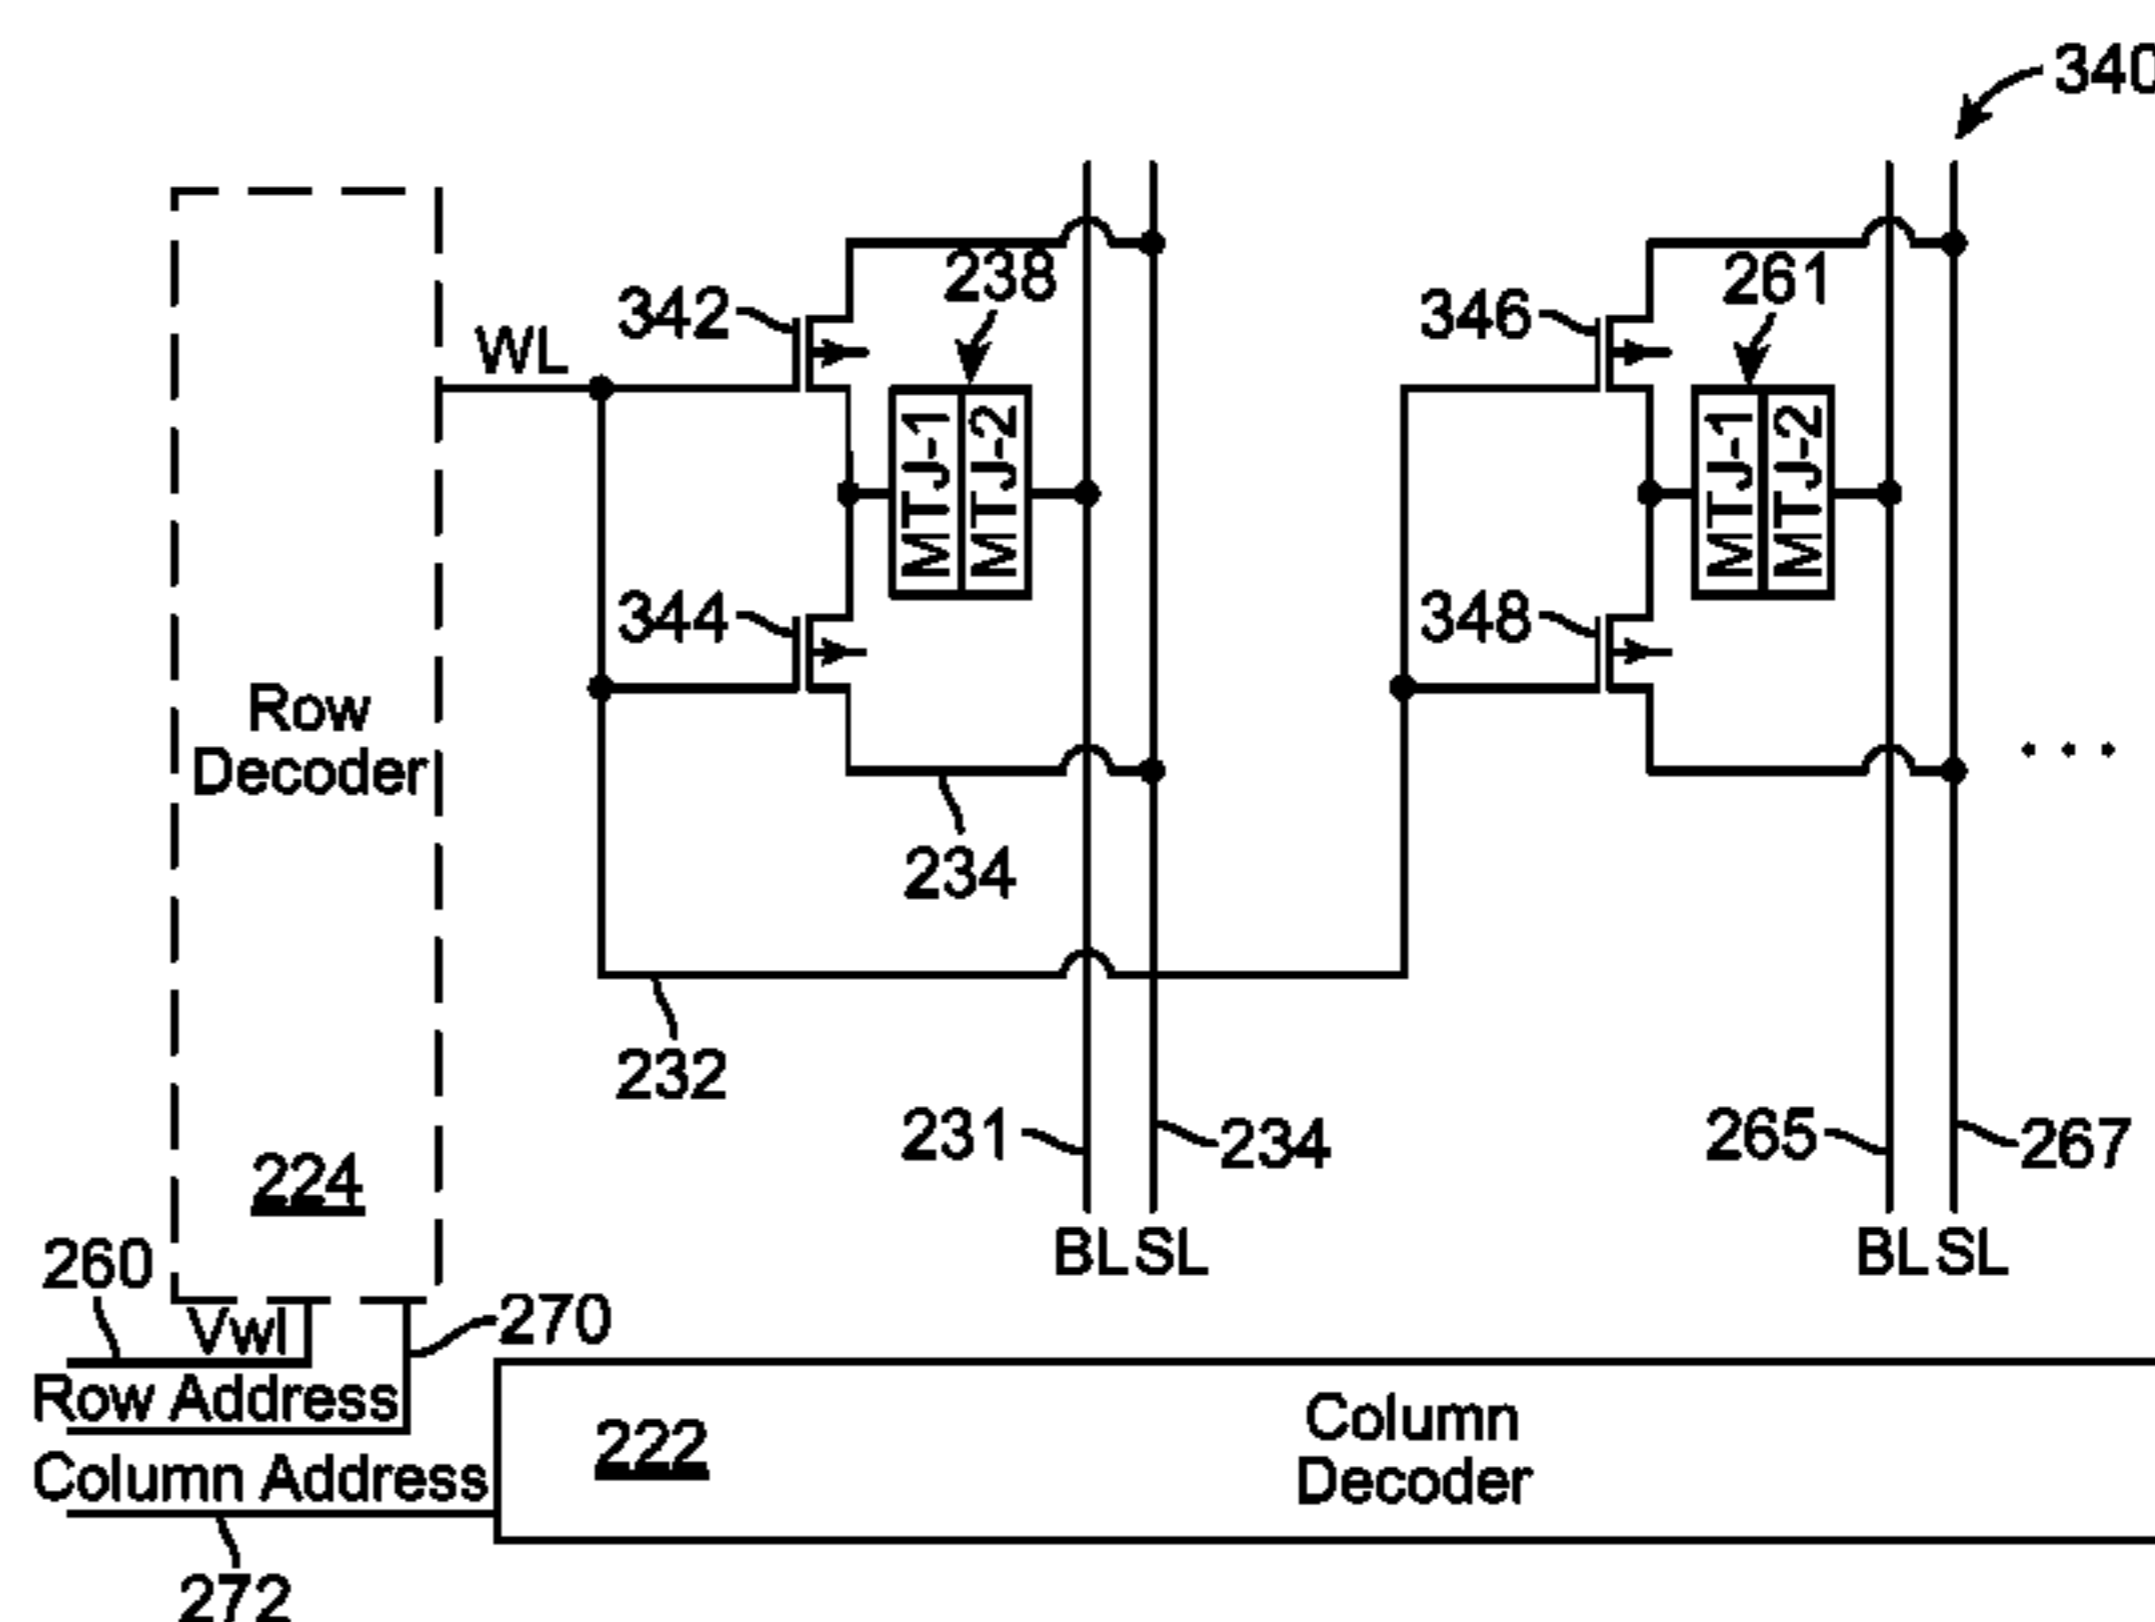 340
238
261
342
346
WL
MTJ-1
MTJ-2
MTJ-1
MTJ-2
344
348
Row
Decoder
234
232
231
234
265
267
224
BL SL
BL SL
260
Vwl
270
Row Address
Column Address
222
Column
Decoder
272